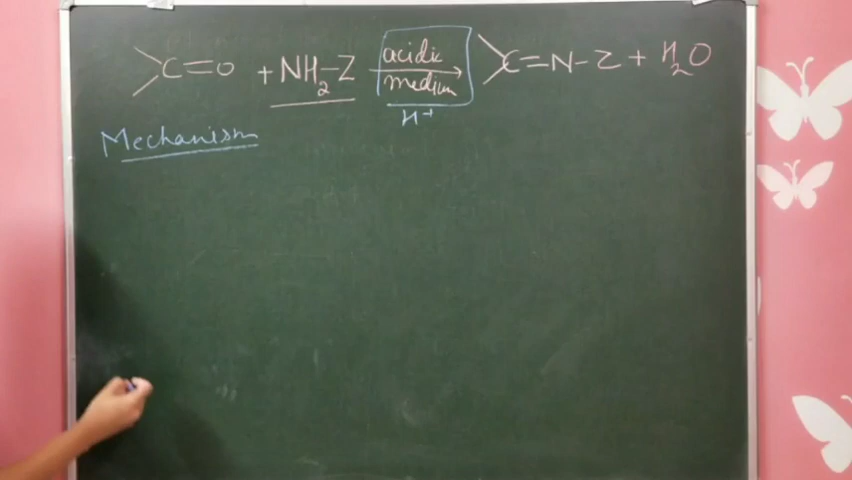 >C=O + NH2-Z acidic medium → >C=N-Z + H2O
H+
Mechanism